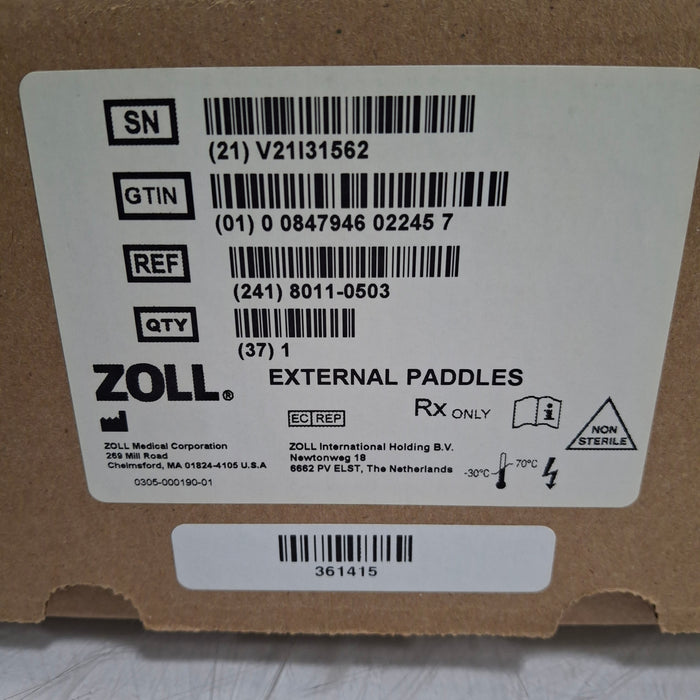 SN
(21) V21I31562
GTIN
(01) 0 0847946 02245 7
REF
(241) 8011-0503
QTY
(37) 1
ZOLL®
EXTERNAL PADDLES
EC REP
Rx ONLY
i
NON
STERILE
ZOLL Medical Corporation
269 Mill Road
Chelmsford, MA 01824-4105 U.S.A
0305-000190-01
ZOLL International Holding B.V.
Newtonweg 18
6662 PV ELST, The Netherlands
-30°C
70°C
361415